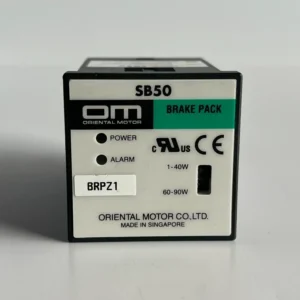 SB50
OM
ORIENTAL MOTOR
BRAKE PACK
POWER
ALARM
c RU US CE
1-40W
BRPZ1
60-90W
ORIENTAL MOTOR CO.,LTD.
MADE IN SINGAPORE